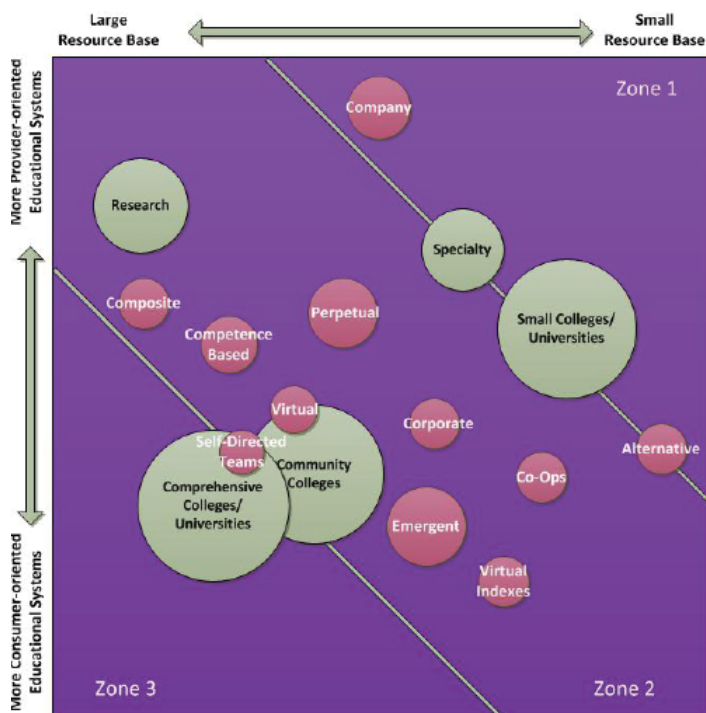 Large
Resource Base
Small
Resource Base
More Provider-oriented
Educational Systems
More Consumer-oriented
Educational Systems
Zone 1
Company
Research
Specialty
Composite
Perpetual
Small Colleges/
Universities
Competence
Based
Virtual
Corporate
Self-Directed
Teams
Alternative
Community
Colleges
Co-Ops
Comprehensive
Colleges/
Universities
Emergent
Virtual
Indexes
Zone 3
Zone 2